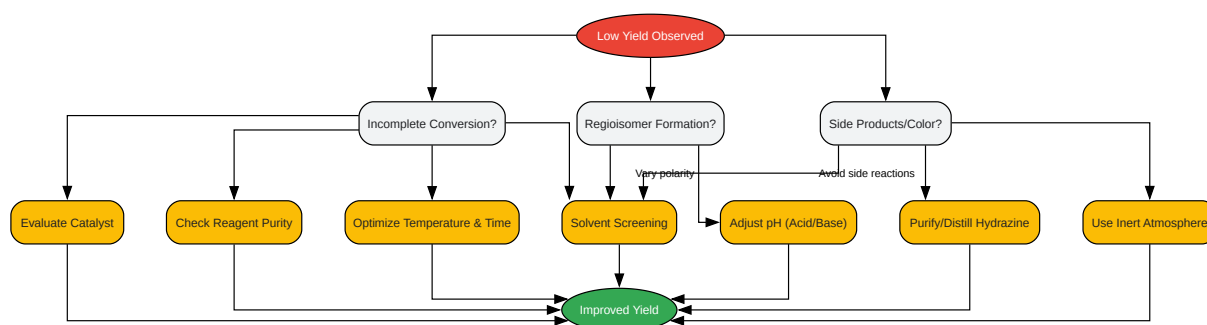 Low Yield Observed
Incomplete Conversion?
Regioisomer Formation?
Side Products/Color?
Vary polarity
Avoid side reactions
Evaluate Catalyst
Check Reagent Purity
Optimize Temperature & Time
Solvent Screening
Adjust pH (Acid/Base)
Purify/Distill Hydrazine
Use Inert Atmosphere
Improved Yield